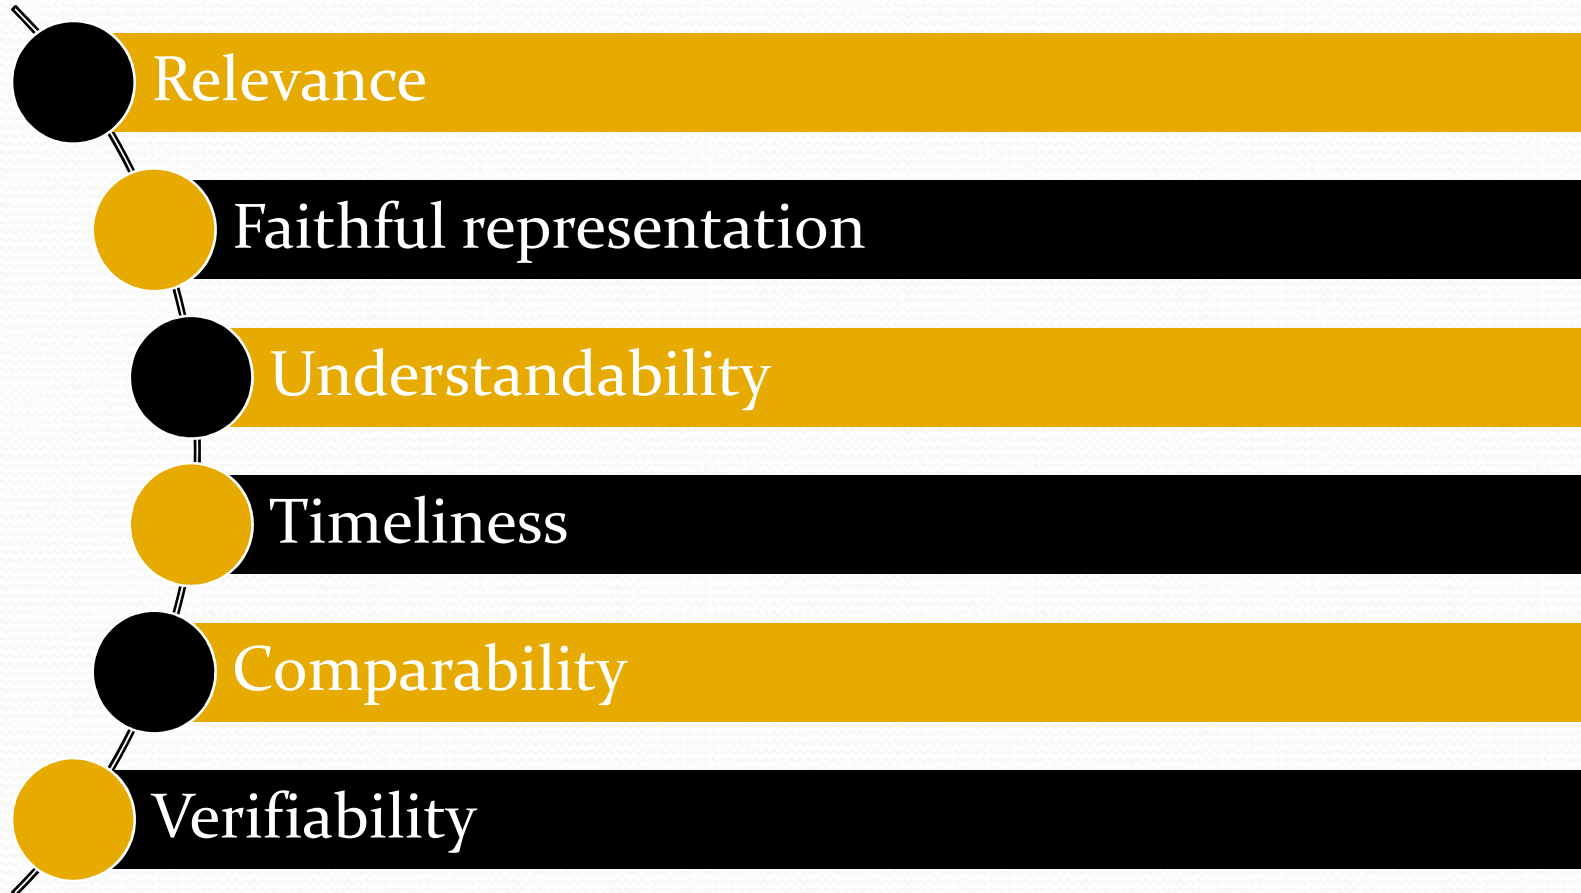 Relevance
Faithful representation
Understandability
Timeliness
Comparability
Verifiability